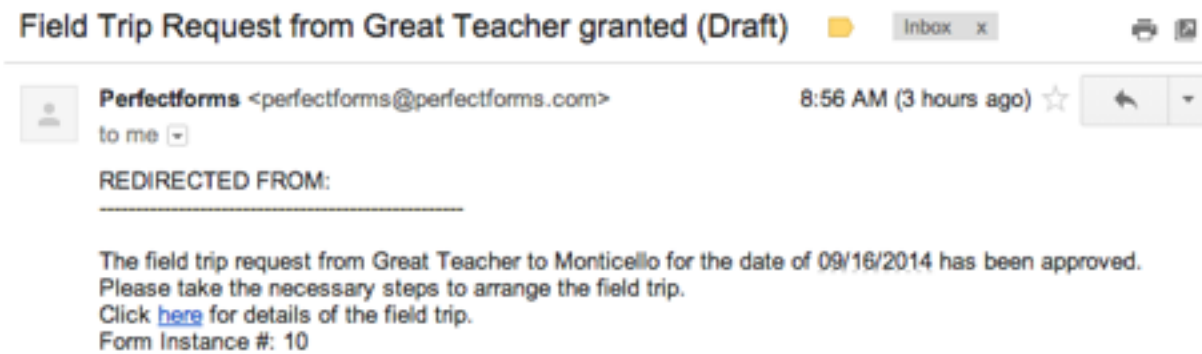 Field Trip Request from Great Teacher granted (Draft) Inbox x
Perfectforms <perfectforms@perfectforms.com> 8:56 AM (3 hours ago)
to me
REDIRECTED FROM:
------------------------------------------------------
The field trip request from Great Teacher to Monticello for the date of 09/16/2014 has been approved.
Please take the necessary steps to arrange the field trip.
Click here for details of the field trip.
Form Instance #: 10